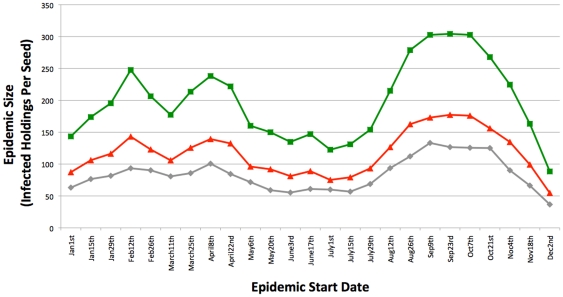 350
300
250
200
150
100
50
0
Epidemic Size
(Infected Holdings Per Seed)
Jan1st
Jan15th
Jan29th
Feb12th
Feb26th
March11th
March25th
April8th
April22nd
May6th
May20th
June3rd
June17th
July1st
July15th
July29th
Aug12th
Aug26th
Sep9th
Sep23rd
Oct7th
Oct21st
No4th
Nov18th
Dec2nd
Epidemic Start Date